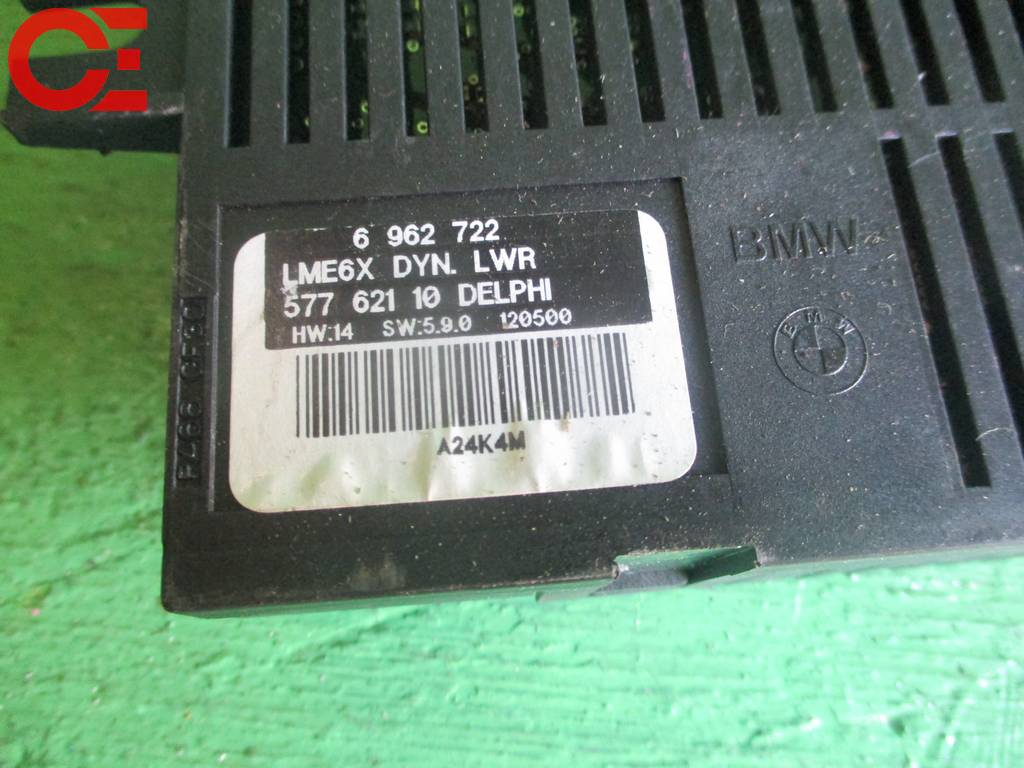 CE
6 962 722
LME6X DYN. LWR
577 621 10 DELPHI
HW:14 SW:5.9.0 120500
A24K4M
BMW
BMW